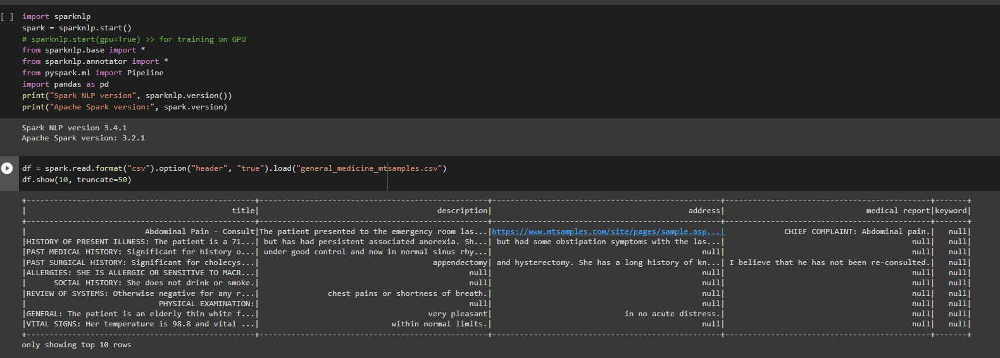 [ ] import sparknlp
spark = sparknlp.start()
# sparknlp.start(gpu=True) >> for training on GPU
from sparknlp.base import *
from sparknlp.annotator import *
from pyspark.ml import Pipeline
import pandas as pd
print("Spark NLP version", sparknlp.version())
print("Apache Spark version:", spark.version)
Spark NLP version 3.4.1
Apache Spark version: 3.2.1
df = spark.read.format("csv").option("header", "true").load("general_medicine_mtsamples.csv")
df.show(10, truncate=50)
+--------------------------------------------------+--------------------------------------------------+--------------------------------------------------+---------------------------------------------+-------+
| title| description| address| medical report|keyword|
+--------------------------------------------------+--------------------------------------------------+--------------------------------------------------+---------------------------------------------+-------+
| Abdominal Pain - Consult|The patient presented to the emergency room las...|https://www.mtsamples.com/site/pages/sample.asp...| CHIEF COMPLAINT: Abdominal pain.| null|
|HISTORY OF PRESENT ILLNESS: The patient is a 71...| but has had persistent associated anorexia. Sh...| but had some obstipation symptoms with the las...| null| null|
|PAST MEDICAL HISTORY: Significant for history o...| under good control and now in normal sinus rhy...| null| null| null|
|PAST SURGICAL HISTORY: Significant for cholecys...| appendectomy| and hysterectomy. She has a long history of kn...| I believe that he has not been re-consulted.| null|
|ALLERGIES: SHE IS ALLERGIC OR SENSITIVE TO MACR...| null| null| null| null|
| SOCIAL HISTORY: She does not drink or smoke.| null| null| null| null|
|REVIEW OF SYSTEMS: Otherwise negative for any r...| chest pains or shortness of breath.| null| null| null|
| PHYSICAL EXAMINATION:| null| null| null| null|
|GENERAL: The patient is an elderly thin white f...| very pleasant| in no acute distress.| null| null|
|VITAL SIGNS: Her temperature is 98.8 and vital ...| within normal limits.| null| null| null|
+--------------------------------------------------+--------------------------------------------------+--------------------------------------------------+---------------------------------------------+-------+
only showing top 10 rows